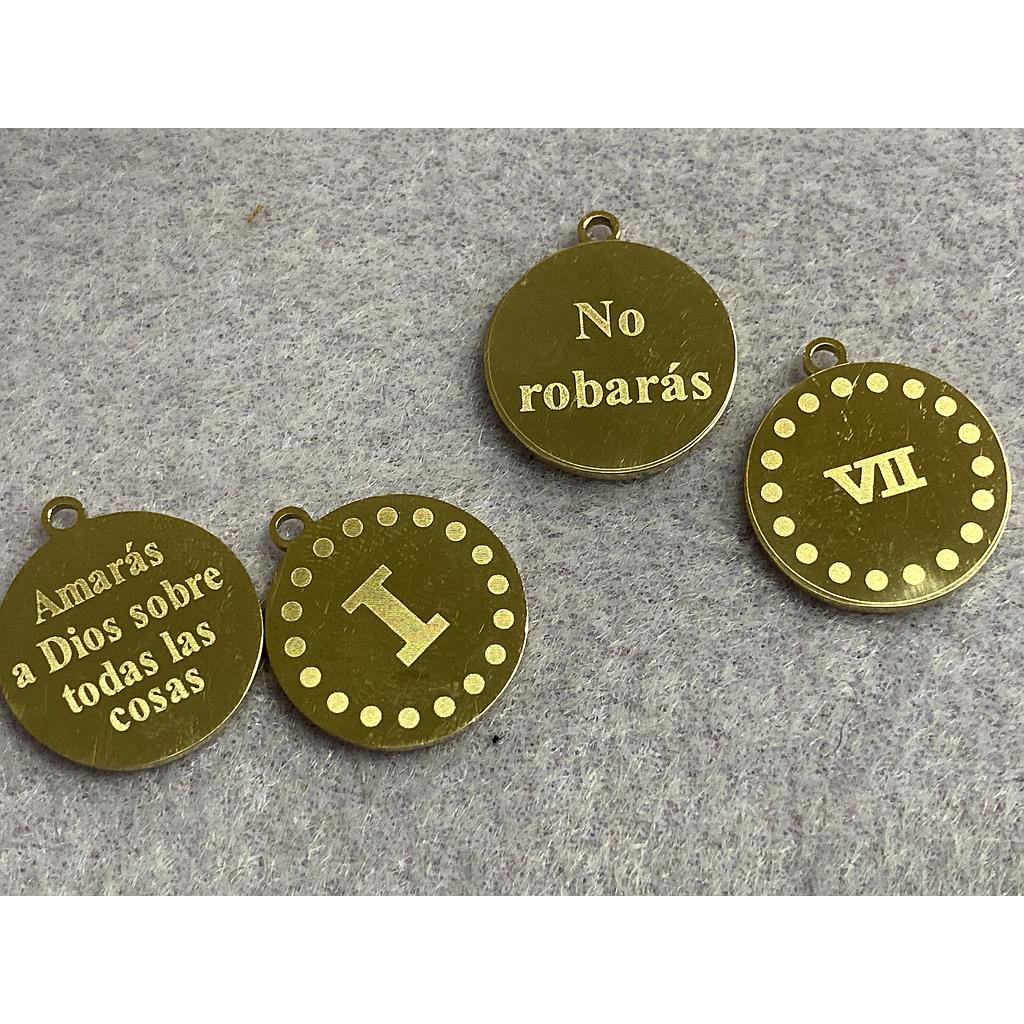 Amarás
a Dios sobre
todas las
cosas
I
No
robarás
VII